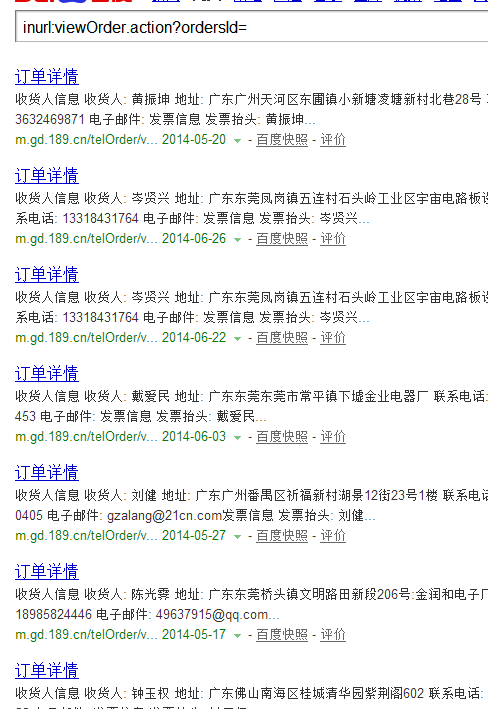 inurl:viewOrder.action?ordersId=
订单详情
收货人信息 收货人: 黄振坤 地址: 广东广州天河区东圃镇小新塘凌塘新村北巷28号
3632469871 电子邮件: 发票信息 发票抬头: 黄振坤...
m.gd.189.cn/telOrder/v... 2014-05-20 - 百度快照 - 评价
订单详情
收货人信息 收货人: 岑贤兴 地址: 广东东莞凤岗镇五连村石头岭工业区宇宙电路板设
系电话: 13318431764 电子邮件: 发票信息 发票抬头: 岑贤兴...
m.gd.189.cn/telOrder/v... 2014-06-26 - 百度快照 - 评价
订单详情
收货人信息 收货人: 岑贤兴 地址: 广东东莞凤岗镇五连村石头岭工业区宇宙电路板设
系电话: 13318431764 电子邮件: 发票信息 发票抬头: 岑贤兴...
m.gd.189.cn/telOrder/v... 2014-06-22 - 百度快照 - 评价
订单详情
收货人信息 收货人: 戴爱民 地址: 广东东莞东莞市常平镇下墟金业电器厂 联系电话:
453 电子邮件: 发票信息 发票抬头: 戴爱民...
m.gd.189.cn/telOrder/v... 2014-06-03 - 百度快照 - 评价
订单详情
收货人信息 收货人: 刘健 地址: 广东广州番禺区祈福新村湖景12街23号1楼 联系电话
0405 电子邮件: gzalang@21cn.com发票信息 发票抬头: 刘健...
m.gd.189.cn/telOrder/v... 2014-05-27 - 百度快照 - 评价
订单详情
收货人信息 收货人: 陈光霖 地址: 广东东莞桥头镇文明路田新段206号:金润和电子厂
18985824446 电子邮件: 49637915@qq.com...
m.gd.189.cn/telOrder/v... 2014-05-17 - 百度快照 - 评价
订单详情
收货人信息 收货人: 钟玉权 地址: 广东佛山南海区桂城清华园紫荆阁602 联系电话: